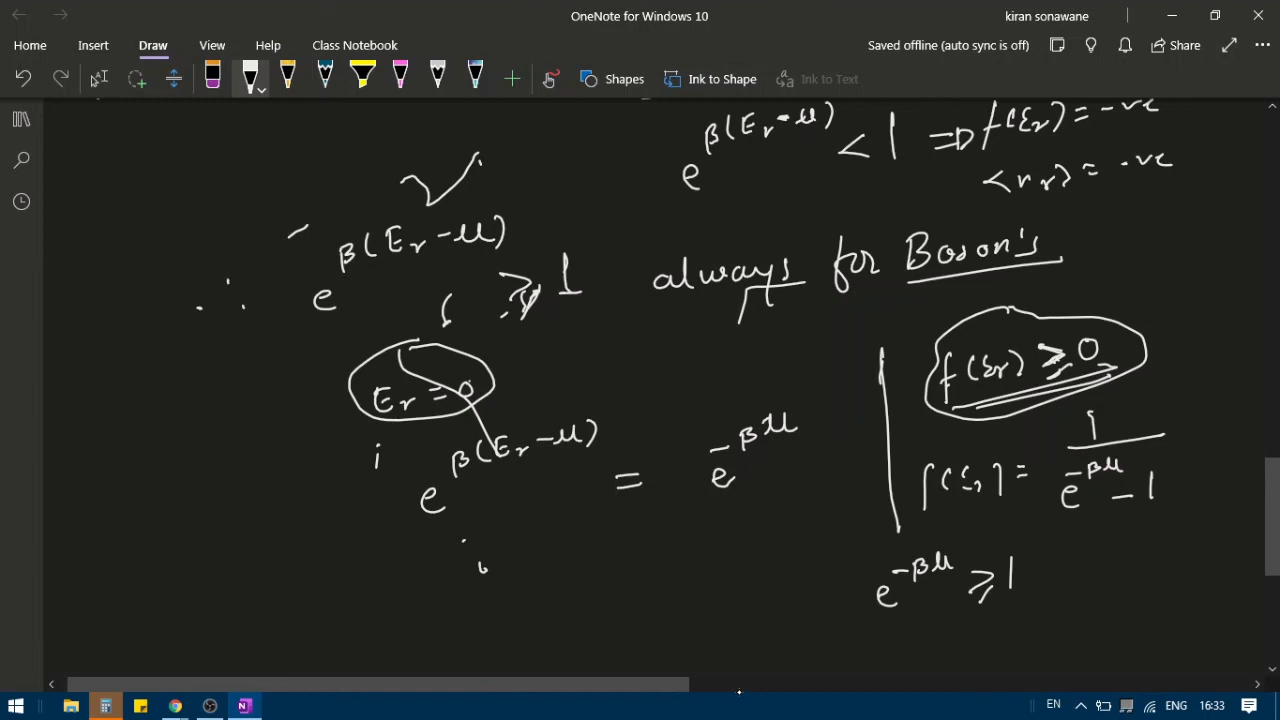 OneNote for Windows 10
kiran sonawane
Home Insert Draw View Help Class Notebook
Saved offline (auto sync is off) Share
Shapes Ink to Shape Ink to Text
e^β(Er-μ) < 1 ⇒ f(Er) = -ve
<nr> = -ve
∴ e^β(Er-μ) ≥ 1 always for Boson's
Er = 0
e^β(Er-μ) = e^-βμ
f(Er) ≥ 0
f(Er) = 1/(e^-βμ - 1)
e^-βμ ≥ 1
EN ENG 16:33